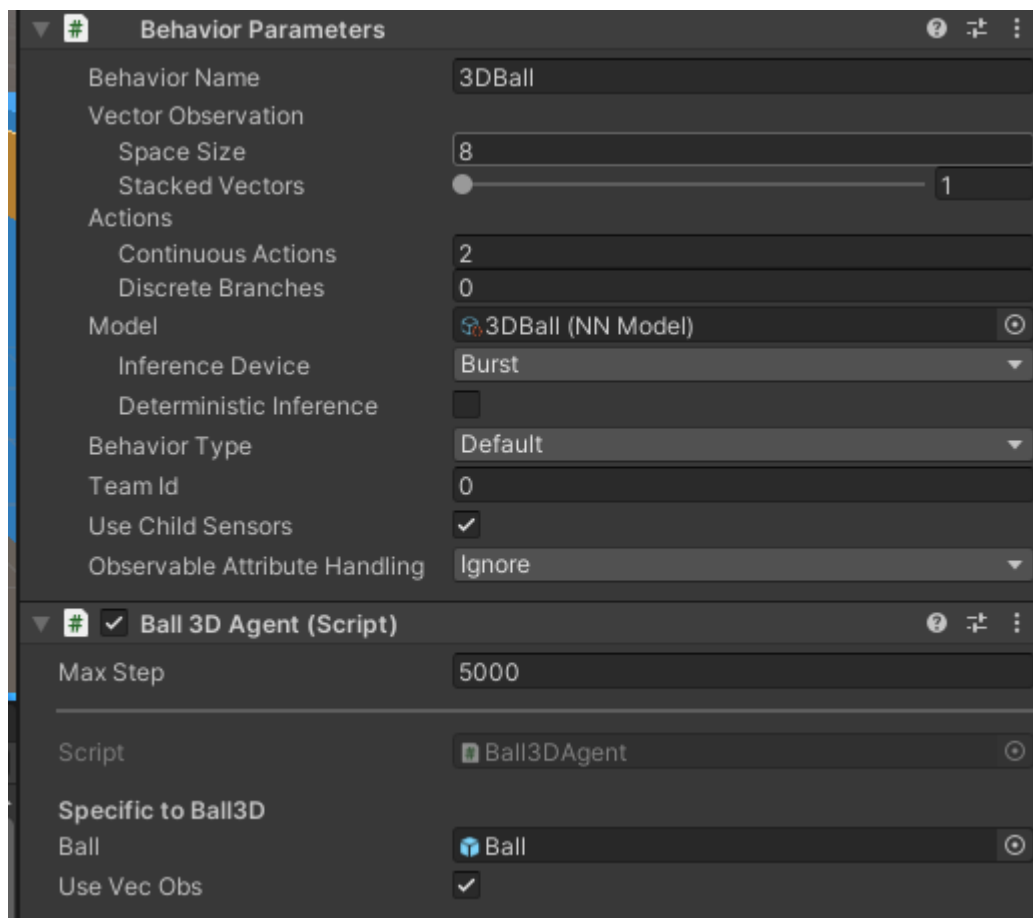 Behavior Parameters
Behavior Name 3DBall
Vector Observation
Space Size 8
Stacked Vectors 1
Actions
Continuous Actions 2
Discrete Branches 0
Model 3DBall (NN Model)
Inference Device Burst
Deterministic Inference
Behavior Type Default
Team Id 0
Use Child Sensors
Observable Attribute Handling Ignore
Ball 3D Agent (Script)
Max Step 5000
Script Ball3DAgent
Specific to Ball3D
Ball Ball
Use Vec Obs